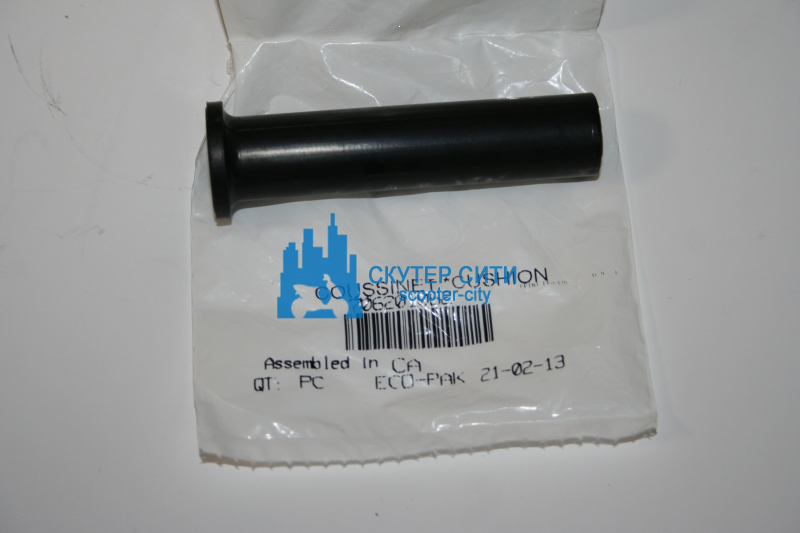 СКУТЕР СИТИ
COUSSINET*CUSHION
scooter-city
Assembled in CA
QT: PC ECO-PAK 21-02-13